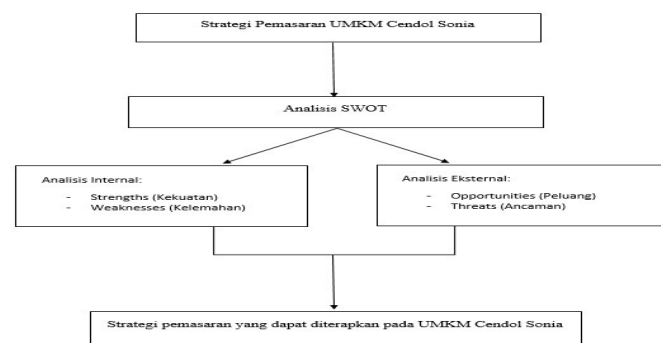 Strategi Pemasaran UMKM Cendol Sonia
Analisis SWOT
Analisis Internal:
- Strengths (Kekuatan)
- Weaknesses (Kelemahan)
Analisis Eksternal:
- Opportunities (Peluang)
- Threats (Ancaman)
Strategi pemasaran yang dapat diterapkan pada UMKM Cendol Sonia